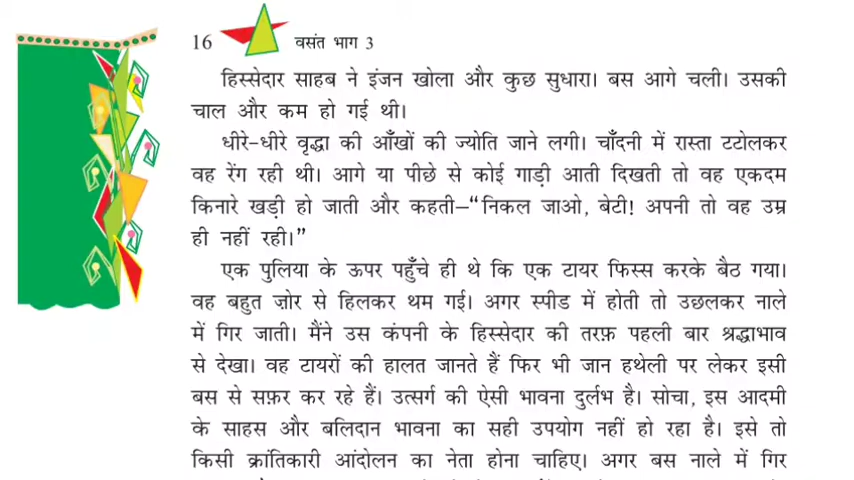 16 वसंत भाग 3
हिस्सेदार साहब ने इंजन खोला और कुछ सुधारा। बस आगे चली। उसकी
चाल और कम हो गई थी।
धीरे-धीरे वृद्धा की आँखों की ज्योति जाने लगी। चाँदनी में रास्ता टटोलकर
वह रेंग रही थी। आगे या पीछे से कोई गाड़ी आती दिखती तो वह एकदम
किनारे खड़ी हो जाती और कहती—“निकल जाओ, बेटी! अपनी तो वह उम्र
ही नहीं रही।”
एक पुलिया के ऊपर पहुँचे ही थे कि एक टायर फिस्स करके बैठ गया।
वह बहुत ज़ोर से हिलकर थम गई। अगर स्पीड में होती तो उछलकर नाले
में गिर जाती। मैंने उस कंपनी के हिस्सेदार की तरफ़ पहली बार श्रद्धाभाव
से देखा। वह टायरों की हालत जानते हैं फिर भी जान हथेली पर लेकर इसी
बस से सफ़र कर रहे हैं। उत्सर्ग की ऐसी भावना दुर्लभ है। सोचा, इस आदमी
के साहस और बलिदान भावना का सही उपयोग नहीं हो रहा है। इसे तो
किसी क्रांतिकारी आंदोलन का नेता होना चाहिए। अगर बस नाले में गिर